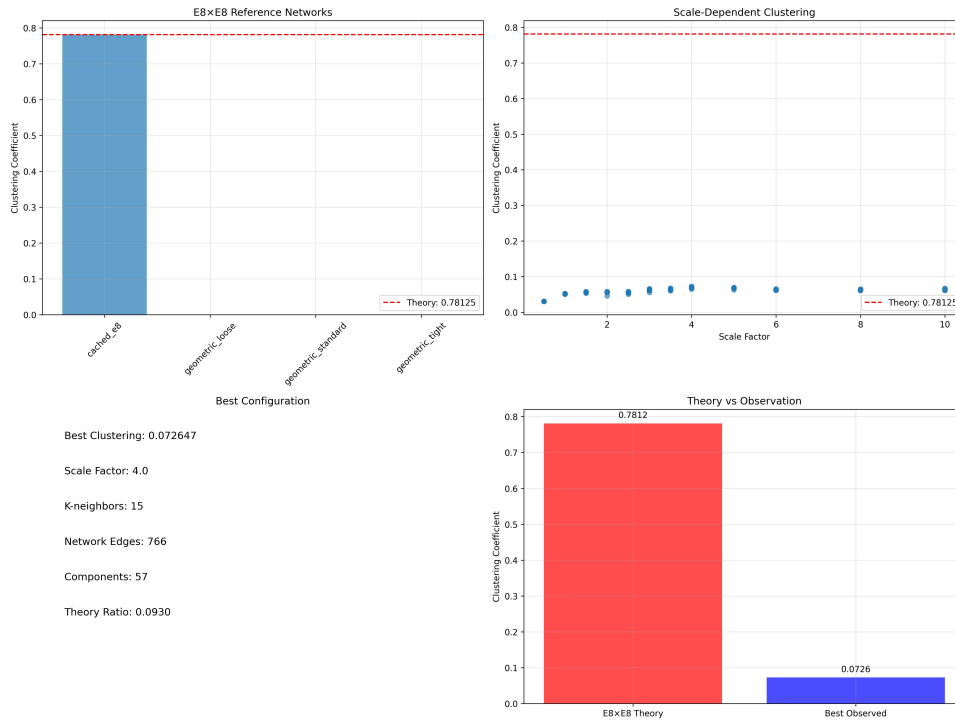 E8×E8 Reference Networks
Clustering Coefficient
0.8
0.7
0.6
0.5
0.4
0.3
0.2
0.1
0.0
Theory: 0.78125
cached_e8
geometric_loose
geometric_standard
geometric_tight
Scale-Dependent Clustering
Clustering Coefficient
0.8
0.7
0.6
0.5
0.4
0.3
0.2
0.1
0.0
Theory: 0.78125
2
4
6
8
10
Scale Factor
Best Configuration
Best Clustering: 0.072647
Scale Factor: 4.0
K-neighbors: 15
Network Edges: 766
Components: 57
Theory Ratio: 0.0930
Theory vs Observation
Clustering Coefficient
0.8
0.7
0.6
0.5
0.4
0.3
0.2
0.1
0.0
0.7812
0.0726
E8×E8 Theory
Best Observed